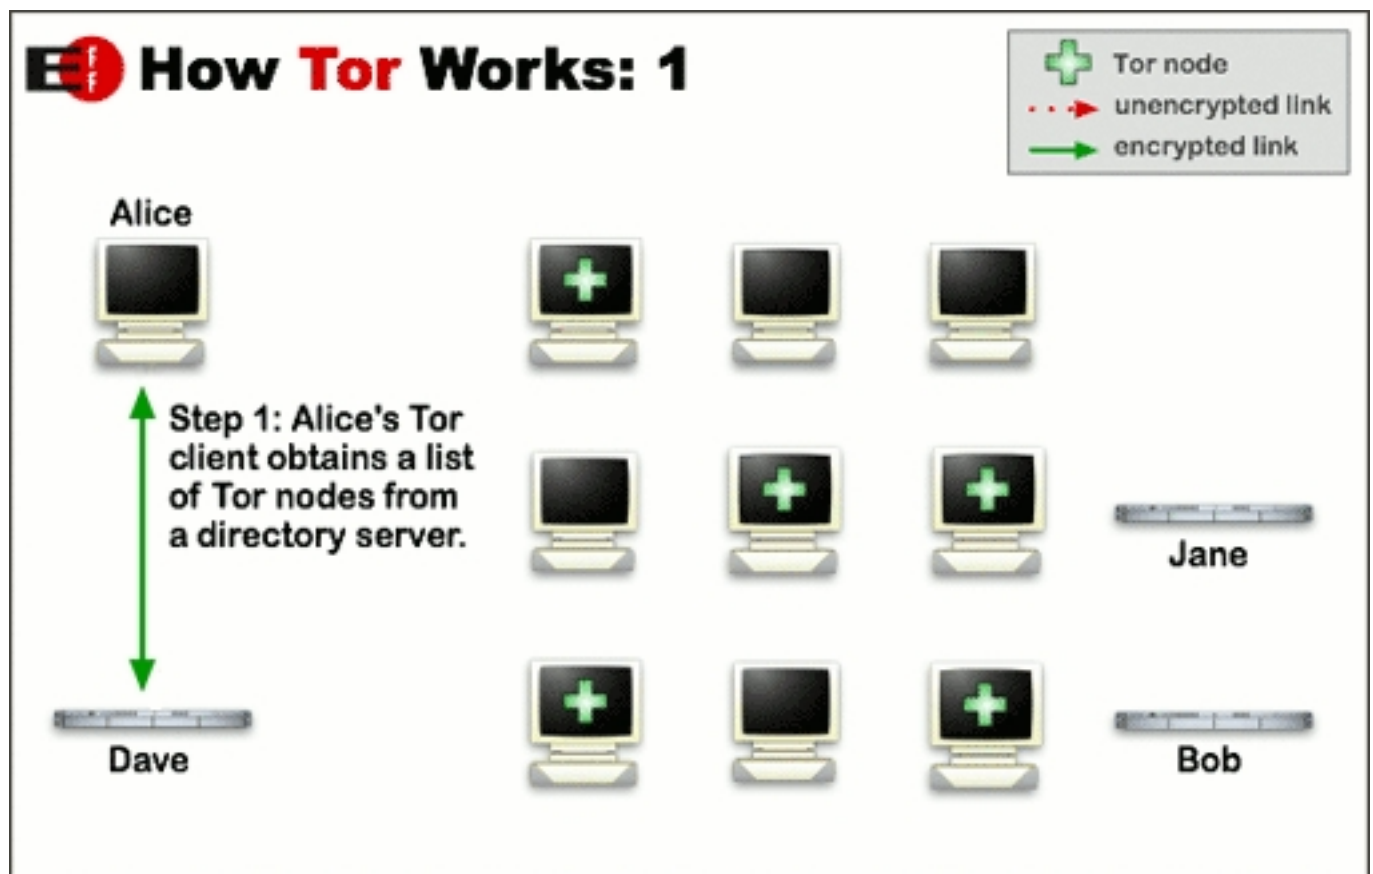 EFF How Tor Works: 1
Tor node
unencrypted link
encrypted link
Alice
Step 1: Alice's Tor
client obtains a list
of Tor nodes from
a directory server.
Jane
Dave
Bob